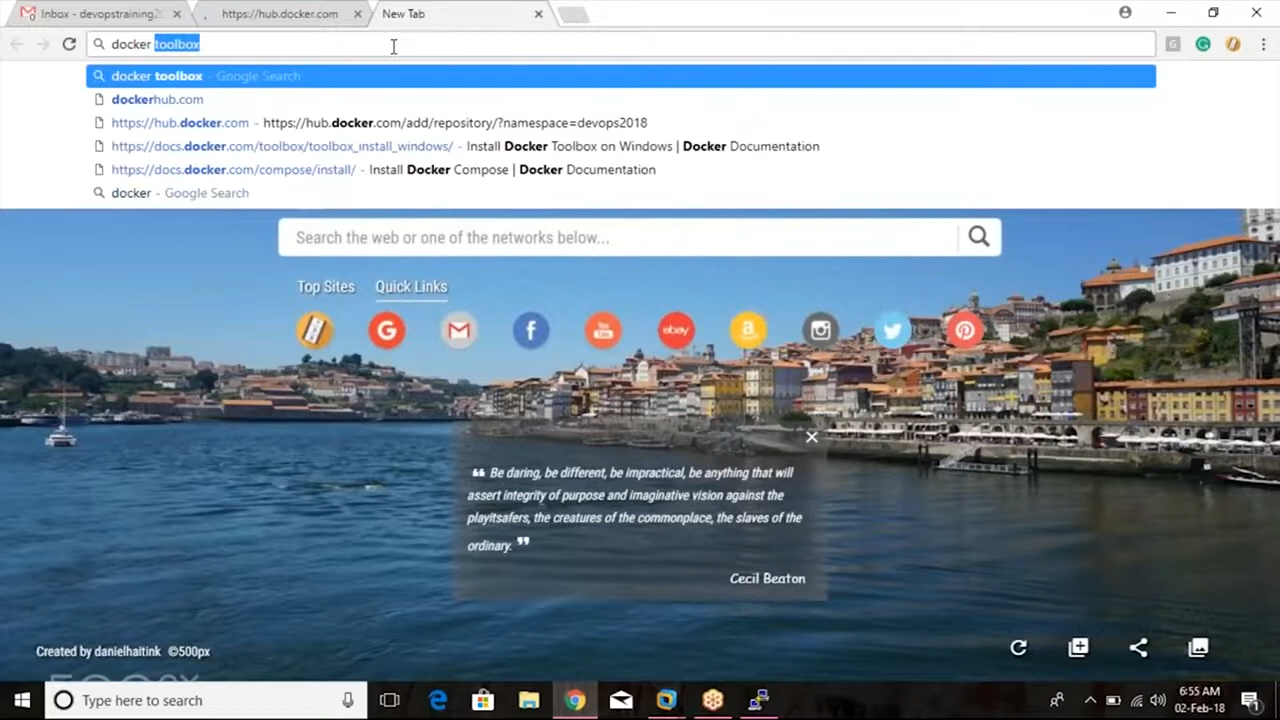 Inbox - devopstraining2
https://hub.docker.com
New Tab
docker toolbox
docker toolbox - Google Search
dockerhub.com
https://hub.docker.com - https://hub.docker.com/add/repository/?namespace=devops2018
https://docs.docker.com/toolbox/toolbox_install_windows/ - Install Docker Toolbox on Windows | Docker Documentation
https://docs.docker.com/compose/install/ - Install Docker Compose | Docker Documentation
docker - Google Search
Search the web or one of the networks below...
Top Sites Quick Links
You Tube
ebay
❝ Be daring, be different, be impractical, be anything that will
assert integrity of purpose and imaginative vision against the
playitsafers, the creatures of the commonplace, the slaves of the
ordinary. ❞
Cecil Beaton
Created by danielhaitink ©500px
Type here to search
6:55 AM
02-Feb-18